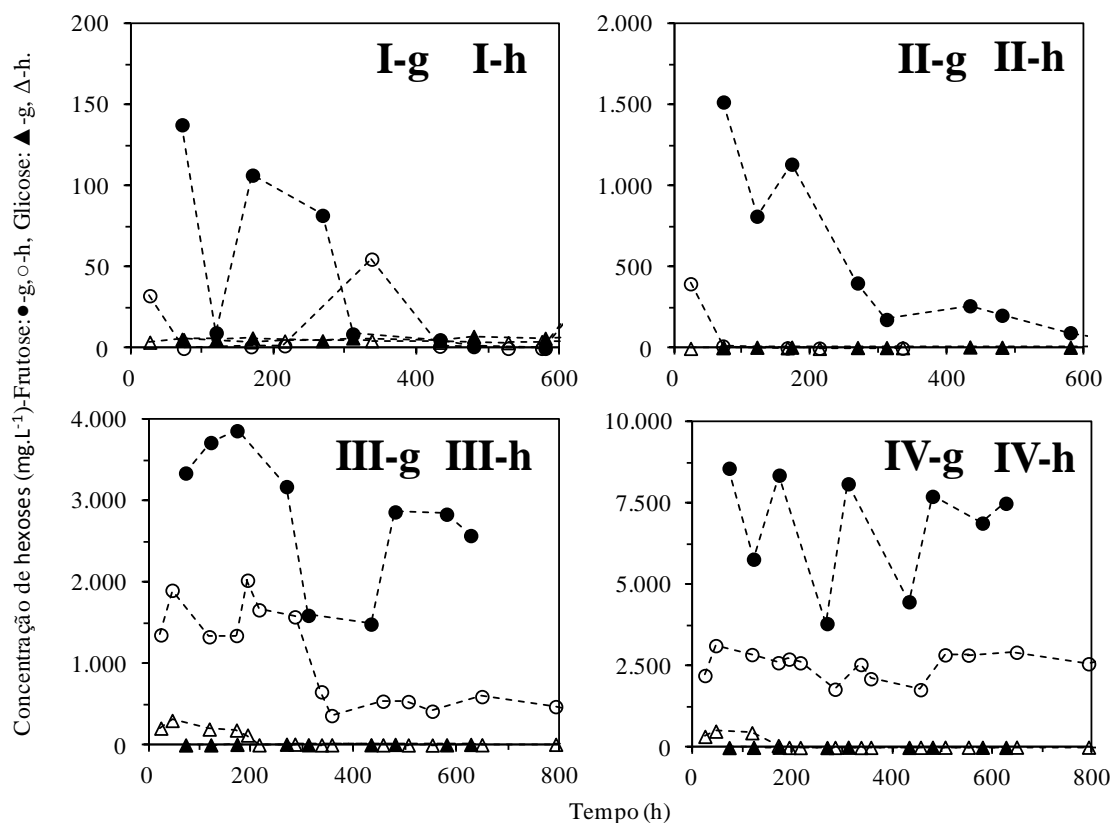 Concentração de hexoses (mg.L⁻¹)-Frutose:●-g,○-h, Glicose: ▲-g, Δ-h.
200
150
100
50
0
0 200 400 600
I-g I-h
2.000
1.500
1.000
500
0
0 200 400 600
II-g II-h
4.000
3.000
2.000
1.000
0
0 200 400 600 800
III-g III-h
10.000
7.500
5.000
2.500
0
0 200 400 600 800
IV-g IV-h
Tempo (h)